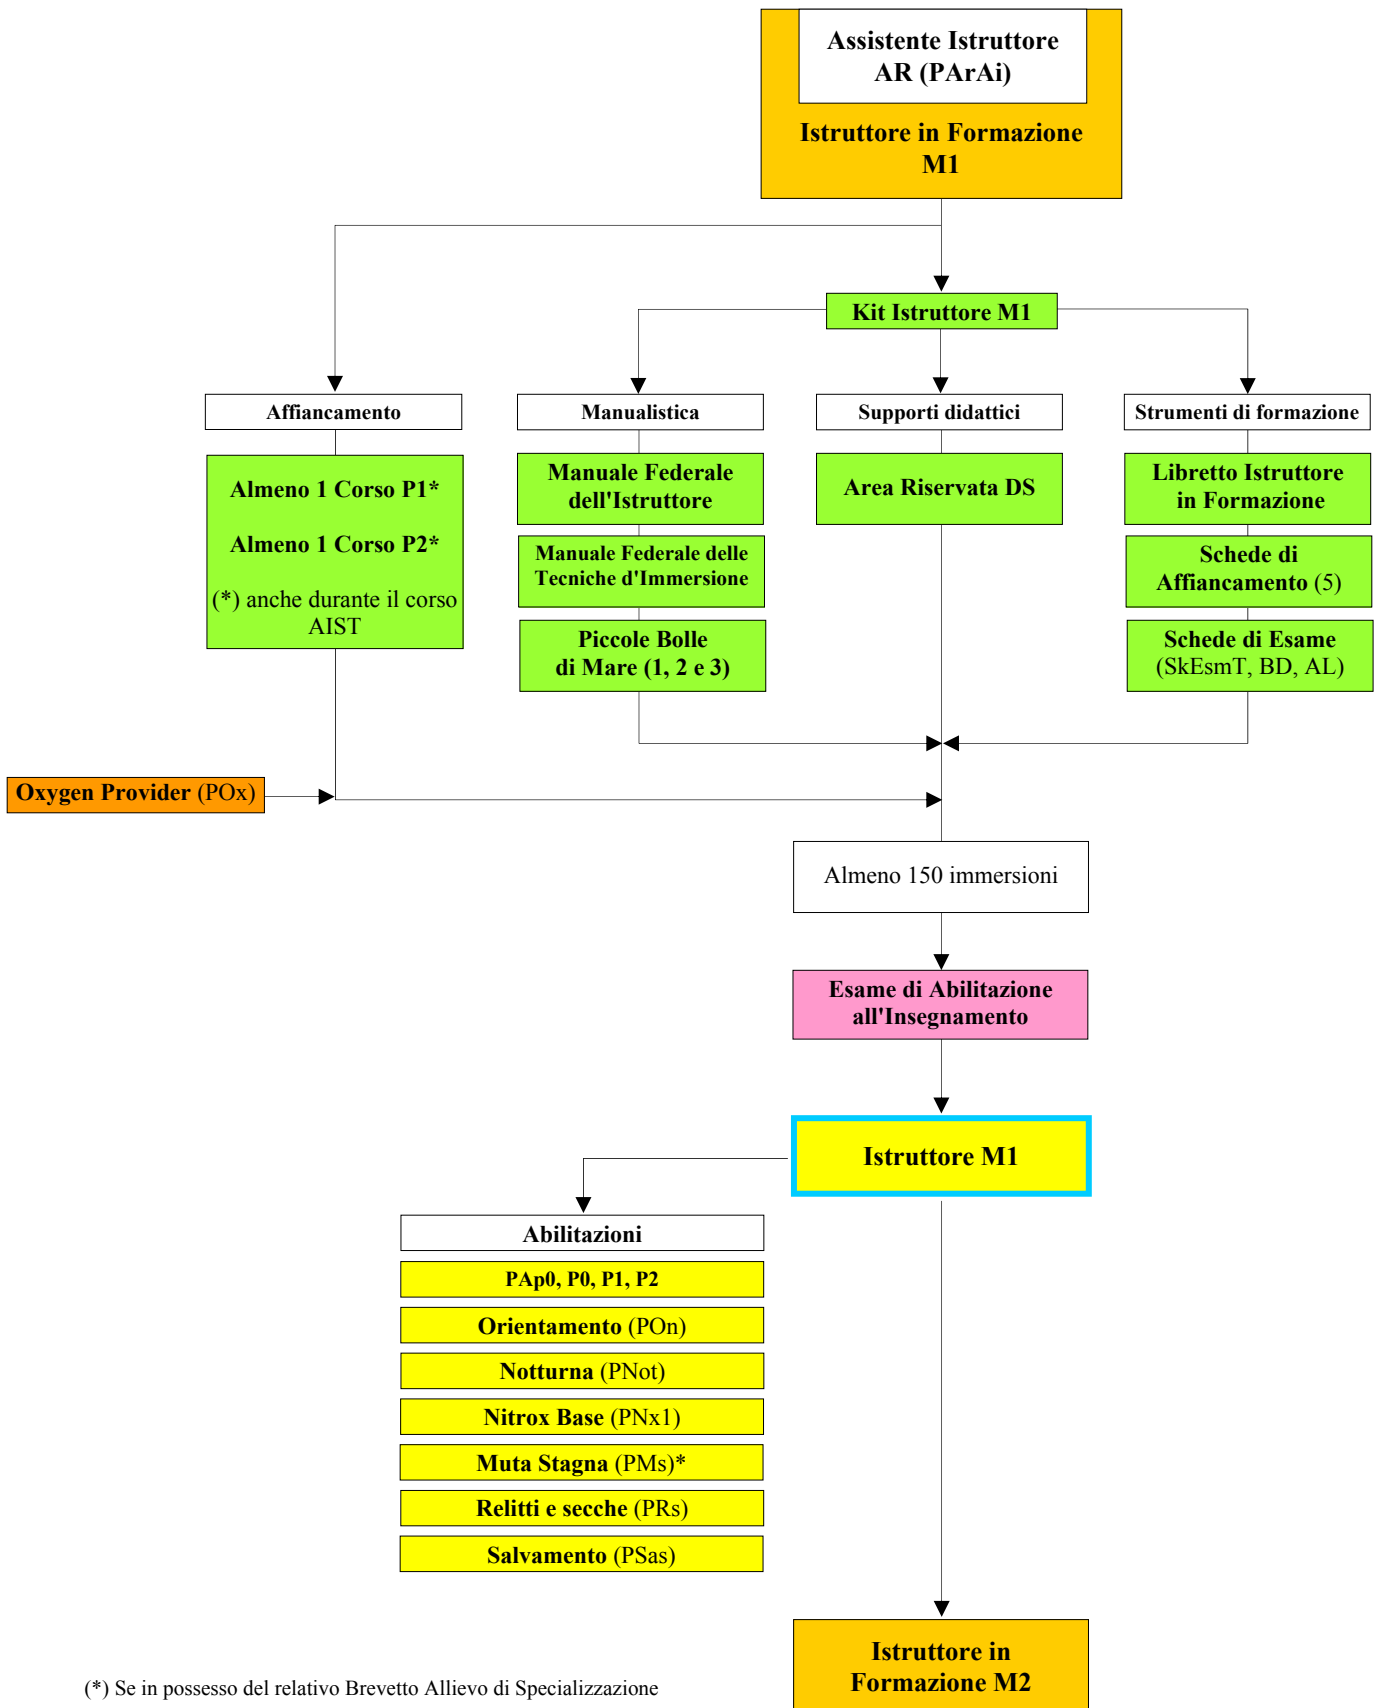 Assistente Istruttore
AR (PArAi)
Istruttore in Formazione
M1
Kit Istruttore M1
Affiancamento
Manualistica
Supporti didattici
Strumenti di formazione
Almeno 1 Corso P1*
Almeno 1 Corso P2*
(*) anche durante il corso
AIST
Manuale Federale
dell'Istruttore
Manuale Federale delle
Tecniche d'Immersione
Piccole Bolle
di Mare (1, 2 e 3)
Area Riservata DS
Libretto Istruttore
in Formazione
Schede di
Affiancamento (5)
Schede di Esame
(SkEsmT, BD, AL)
Oxygen Provider (POx)
Almeno 150 immersioni
Esame di Abilitazione
all'Insegnamento
Istruttore M1
Abilitazioni
PAp0, P0, P1, P2
Orientamento (POn)
Notturna (PNot)
Nitrox Base (PNx1)
Muta Stagna (PMs)*
Relitti e secche (PRs)
Salvamento (PSas)
Istruttore in
Formazione M2
(*) Se in possesso del relativo Brevetto Allievo di Specializzazione